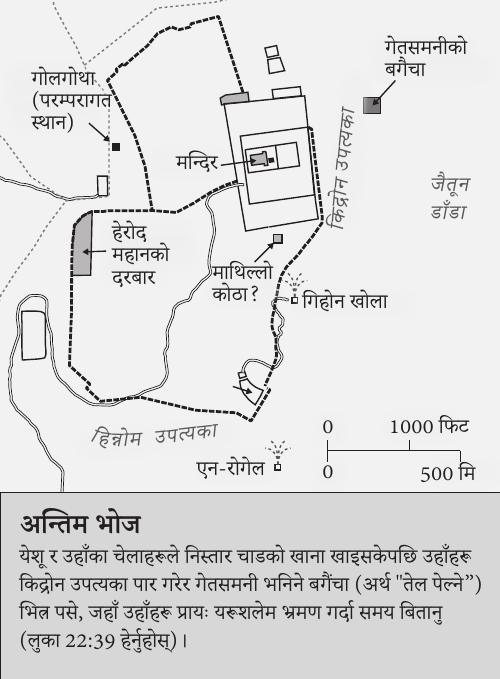 गेतसमनीको
बगैचा
गोलगोथा
(परम्परागत
स्थान)
किद्रोन उपत्यका
मन्दिर
जैतून
डाँडा
हेरोद
महानको
दरबार
माथिल्लो
कोठा ?
गिहोन खोला
हिन्नोम उपत्यका
एन-रोगेल
0 1000 फिट
0 500 मि
अन्तिम भोज
येशू र उहाँका चेलाहरूले निस्तार चाडको खाना खाइसकेपछि उहाँहरू
किद्रोन उपत्यका पार गरेर गेतसमनी भनिने बगैंचा (अर्थ "तेल पेल्ने”)
भित्र पसे, जहाँ उहाँहरू प्रायः यरूशलेम भ्रमण गर्दा समय बितानु
(लुका 22:39 हेर्नुहोस्) ।